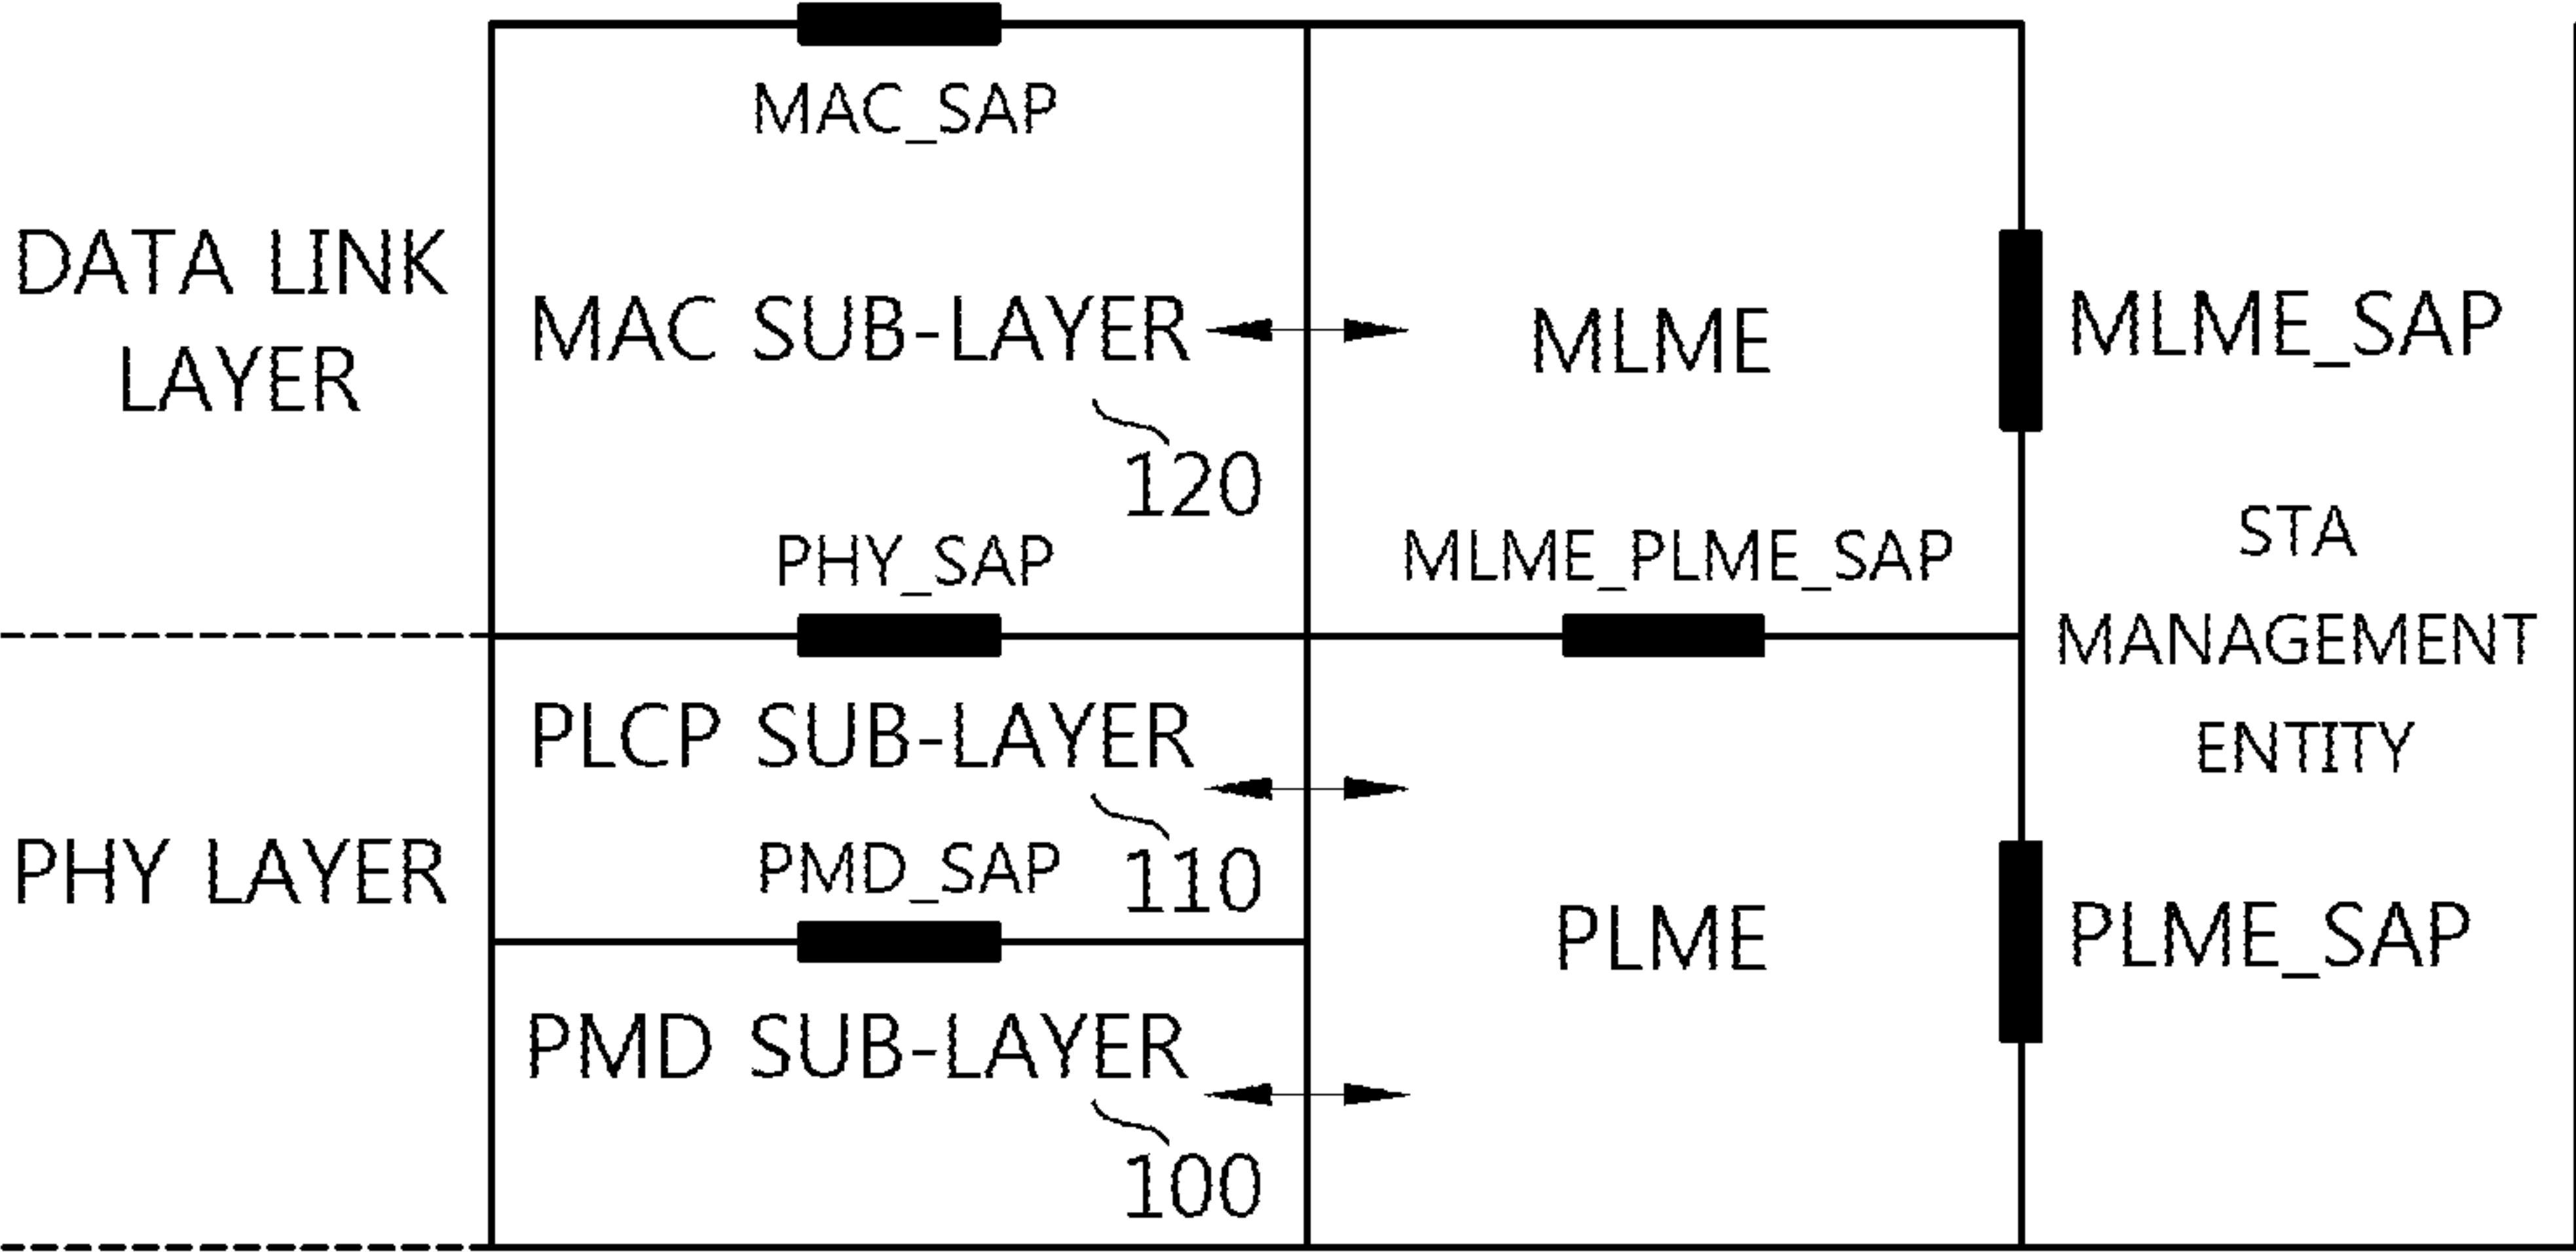 MAC_SAP
DATA LINK
LAYER
MAC SUB-LAYER
120
MLME
MLME_SAP
PHY_SAP
MLME_PLME_SAP
STA
MANAGEMENT
ENTITY
PHY LAYER
PLCP SUB-LAYER
110
PMD_SAP
PLME
PLME_SAP
PMD SUB-LAYER
100